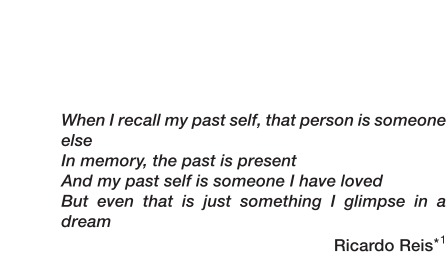 When I recall my past self, that person is someone
else
In memory, the past is present
And my past self is someone I have loved
But even that is just something I glimpse in a
dream
Ricardo Reis*1